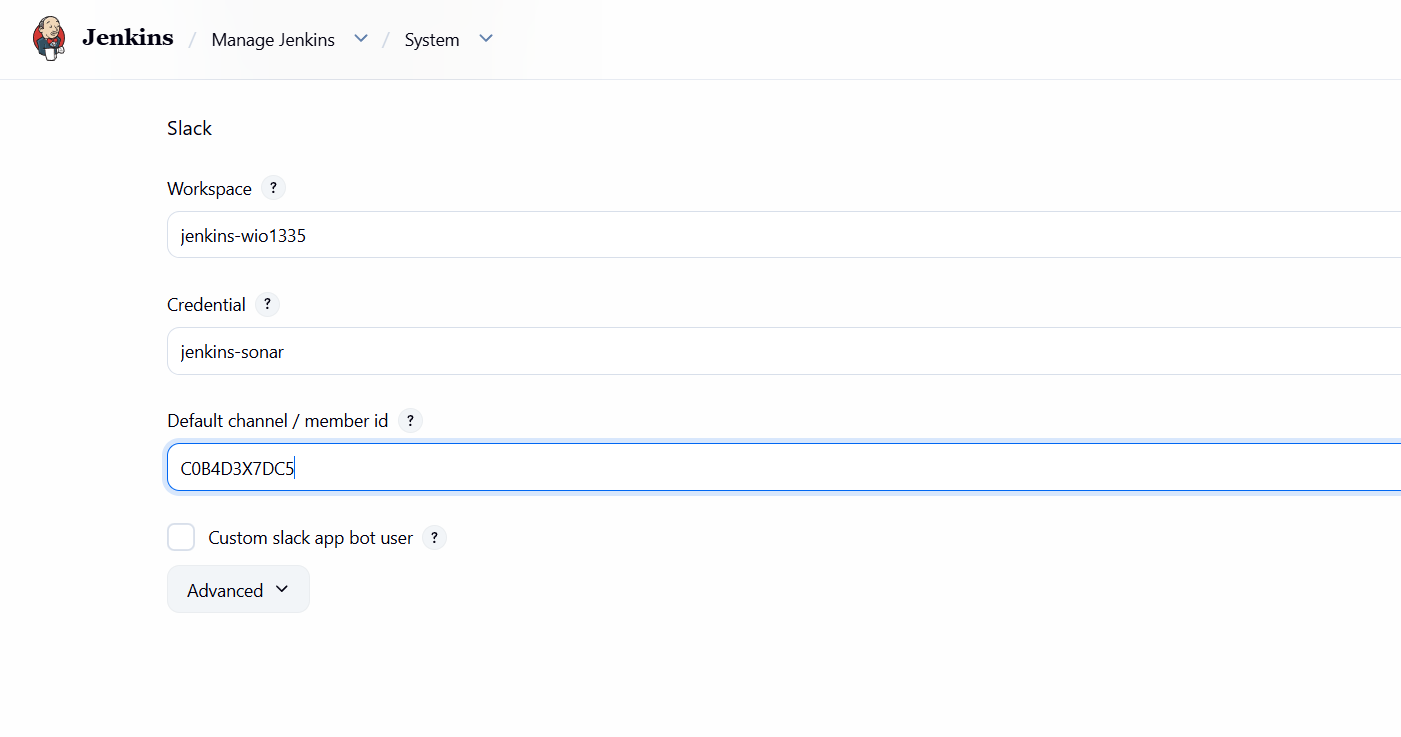 Jenkins / Manage Jenkins / System
Slack
Workspace ?
jenkins-wio1335
Credential ?
jenkins-sonar
Default channel / member id ?
C0B4D3X7DC5
Custom slack app bot user ?
Advanced